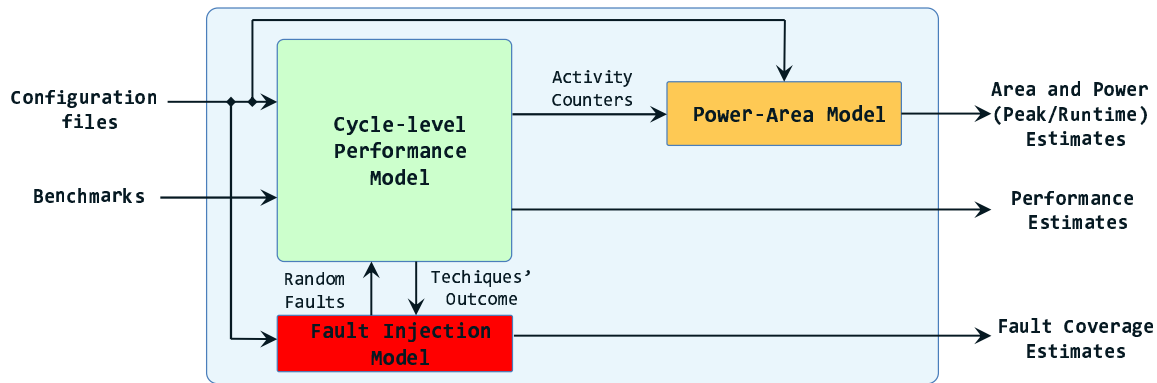 Configuration
files
Benchmarks
Cycle-level
Performance
Model
Activity
Counters
Power-Area Model
Area and Power
(Peak/Runtime)
Estimates
Performance
Estimates
Random
Faults
Techiques’
Outcome
Fault Injection
Model
Fault Coverage
Estimates